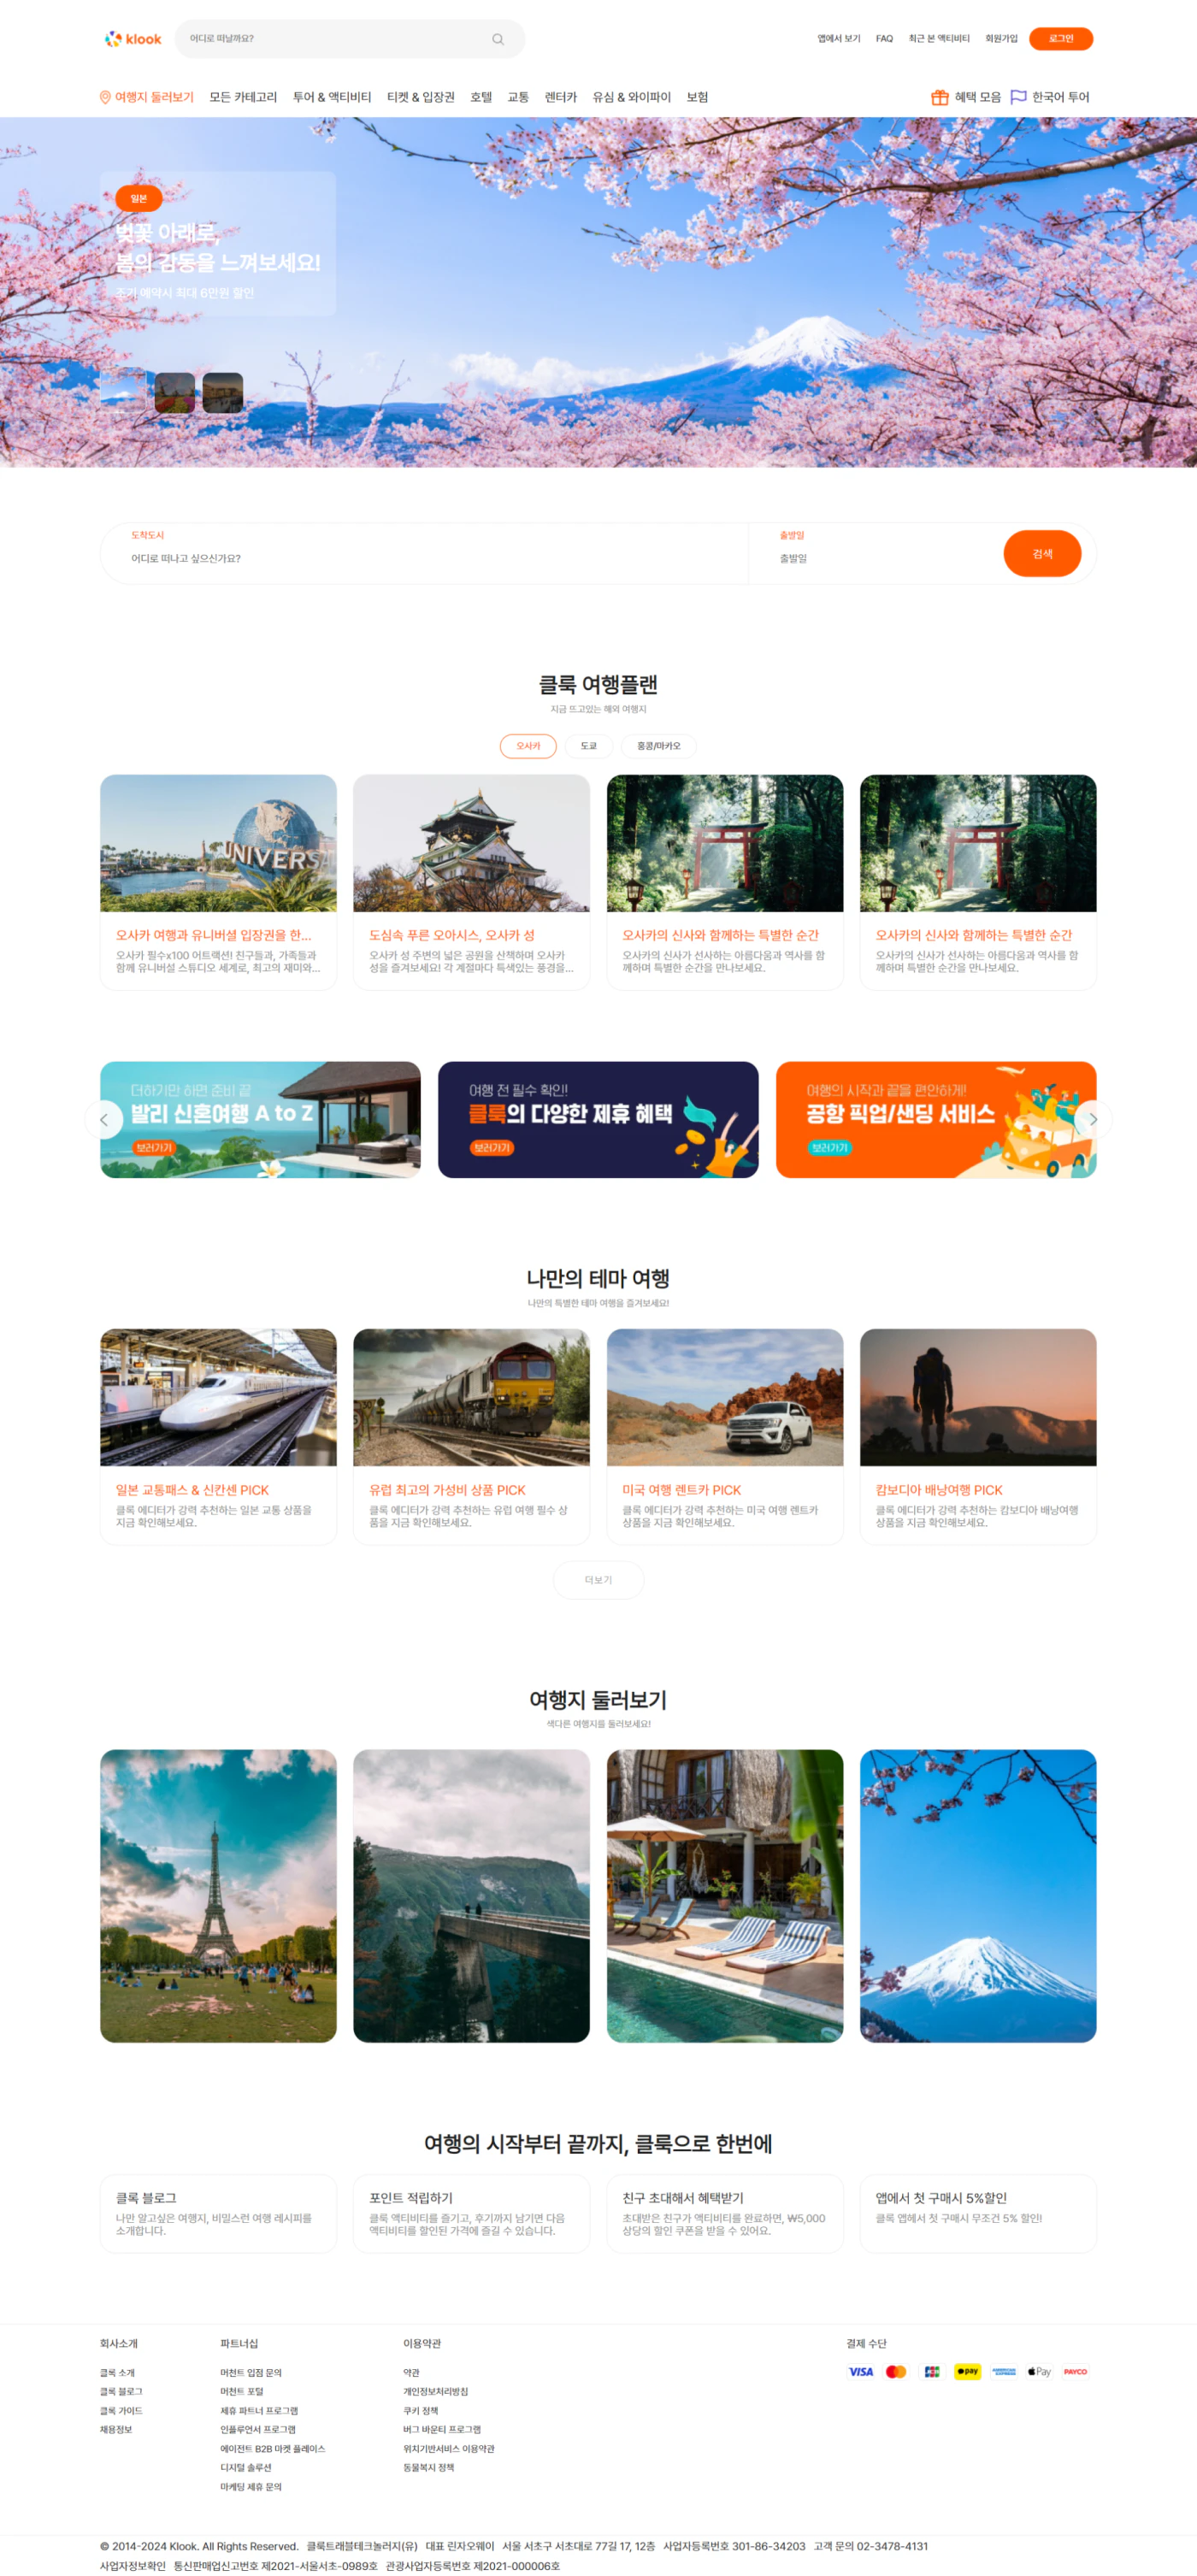 klook
어디로 떠날까요?
앱에서 보기 FAQ 최근 본 액티비티 회원가입 로그인
여행지 둘러보기 모든 카테고리 투어 & 액티비티 티켓 & 입장권 호텔 교통 렌터카 유심 & 와이파이 보험
혜택 모음 한국어 투어
일본
벚꽃 아래로,
봄의 감동을 느껴보세요!
조기 예약시 최대 6만원 할인
도착도시
어디로 떠나고 싶으신가요?
출발일
출발일
검색
클룩 여행플랜
지금 뜨고있는 해외 여행지
오사카 도쿄 홍콩/마카오
UNIVERS
오사카 여행과 유니버셜 입장권을 한...
오사카 필수x100 어트랙션! 친구들과, 가족들과
함께 유니버셜 스튜디오 세계로, 최고의 재미와...
도심속 푸른 오아시스, 오사카 성
오사카 성 주변의 넓은 공원을 산책하며 오사카
성을 즐겨보세요! 각 계절마다 특색있는 풍경을...
오사카의 신사와 함께하는 특별한 순간
오사카의 신사가 선사하는 아름다움과 역사를 함
께하며 특별한 순간을 만나보세요.
오사카의 신사와 함께하는 특별한 순간
오사카의 신사가 선사하는 아름다움과 역사를 함
께하며 특별한 순간을 만나보세요.
더하기만 하면 준비 끝
발리 신혼여행 A to Z
보러가기
여행 전 필수 확인!
클룩의 다양한 제휴 혜택
보러가기
여행의 시작과 끝을 편안하게!
공항 픽업/샌딩 서비스
보러가기
나만의 테마 여행
나만의 특별한 테마 여행을 즐겨보세요!
일본 교통패스 & 신칸센 PICK
클룩 에디터가 강력 추천하는 일본 교통 상품을
지금 확인해보세요.
유럽 최고의 가성비 상품 PICK
클룩 에디터가 강력 추천하는 유럽 여행 필수 상
품을 지금 확인해보세요.
미국 여행 렌트카 PICK
클룩 에디터가 강력 추천하는 미국 여행 렌트카
상품을 지금 확인해보세요.
캄보디아 배낭여행 PICK
클룩 에디터가 강력 추천하는 캄보디아 배낭여행
상품을 지금 확인해보세요.
더보기
여행지 둘러보기
색다른 여행지를 둘러보세요!
여행의 시작부터 끝까지, 클룩으로 한번에
클룩 블로그
나만 알고싶은 여행지, 비밀스런 여행 레시피를
소개합니다.
포인트 적립하기
클룩 액티비티를 즐기고, 후기까지 남기면 다음
액티비티를 할인된 가격에 즐길 수 있습니다.
친구 초대해서 혜택받기
초대받은 친구가 액티비티를 완료하면, ₩5,000
상당의 할인 쿠폰을 받을 수 있어요.
앱에서 첫 구매시 5%할인
클룩 앱에서 첫 구매시 무조건 5% 할인!
회사소개
클룩 소개
클룩 블로그
클룩 가이드
채용정보
파트너십
머천트 입점 문의
머천트 포털
제휴 파트너 프로그램
인플루언서 프로그램
에이전트 B2B 마켓 플레이스
디지털 솔루션
마케팅 제휴 문의
이용약관
약관
개인정보처리방침
쿠키 정책
버그 바운티 프로그램
위치기반서비스 이용약관
동물복지 정책
결제 수단
VISA JCB pay AMERICAN EXPRESS Pay PAYCO
© 2014-2024 Klook. All Rights Reserved. 클룩트래블테크놀러지(유) 대표 린자오웨이 서울 서초구 서초대로 77길 17, 12층 사업자등록번호 301-86-34203 고객 문의 02-3478-4131
사업자정보확인 통신판매업신고번호 제2021-서울서초-0989호 관광사업자등록번호 제2021-000006호